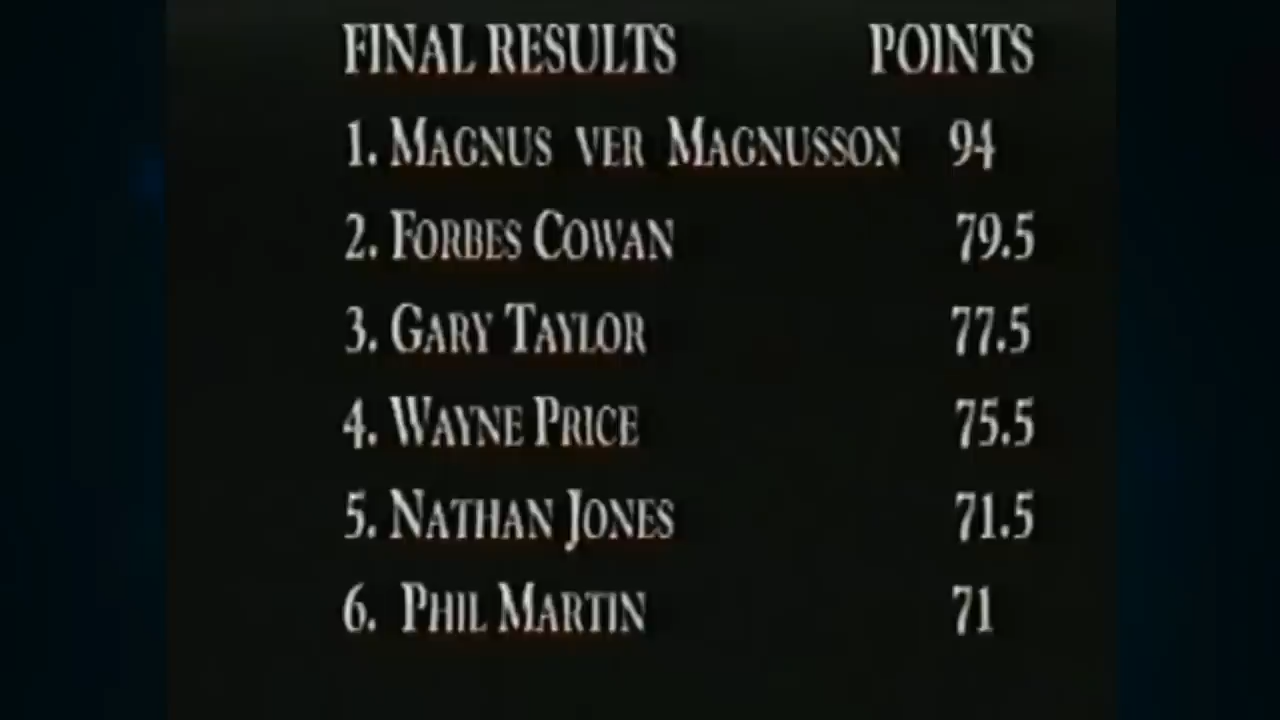 FINAL RESULTS POINTS
1. MAGNUS VER MAGNUSSON 94
2. FORBES COWAN 79.5
3. GARY TAYLOR 77.5
4. WAYNE PRICE 75.5
5. NATHAN JONES 71.5
6. PHIL MARTIN 71